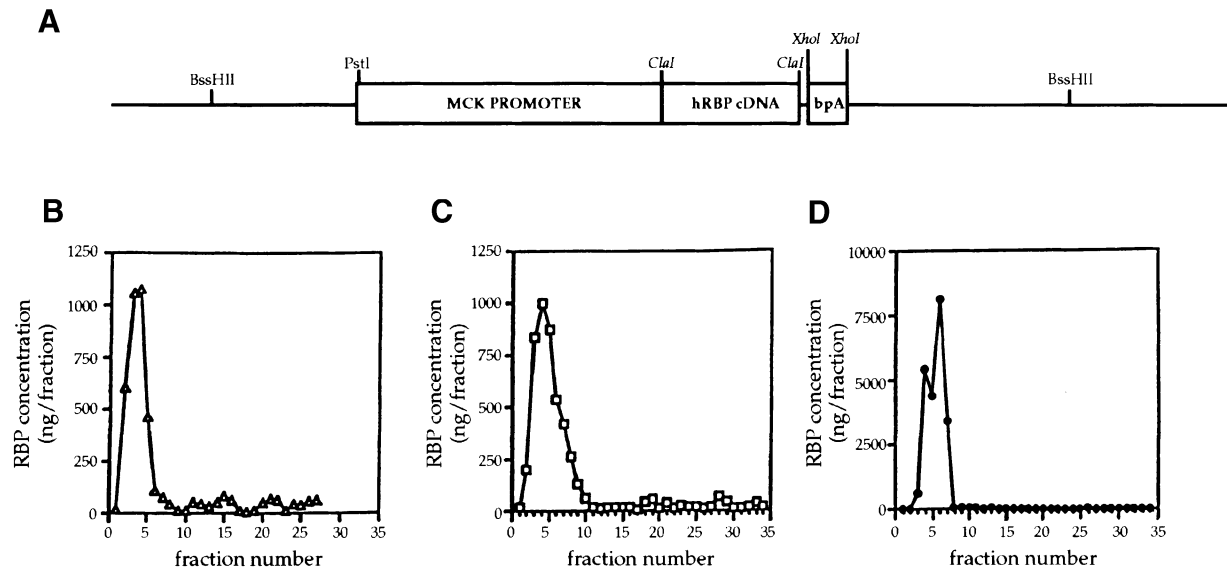 A
XhoI XhoI
BssHII
PstI
ClaI
ClaI
BssHII
MCK PROMOTER
hRBP cDNA
bpA
B
RBP concentration
(ng/fraction)
1250
1000
750
500
250
0
0 5 10 15 20 25 30 35
fraction number
C
RBP concentration
(ng/fraction)
1250
1000
750
500
250
0
0 5 10 15 20 25 30 35
fraction number
D
RBP concentration
(ng/fraction)
10000
7500
5000
2500
0
0 5 10 15 20 25 30 35
fraction number